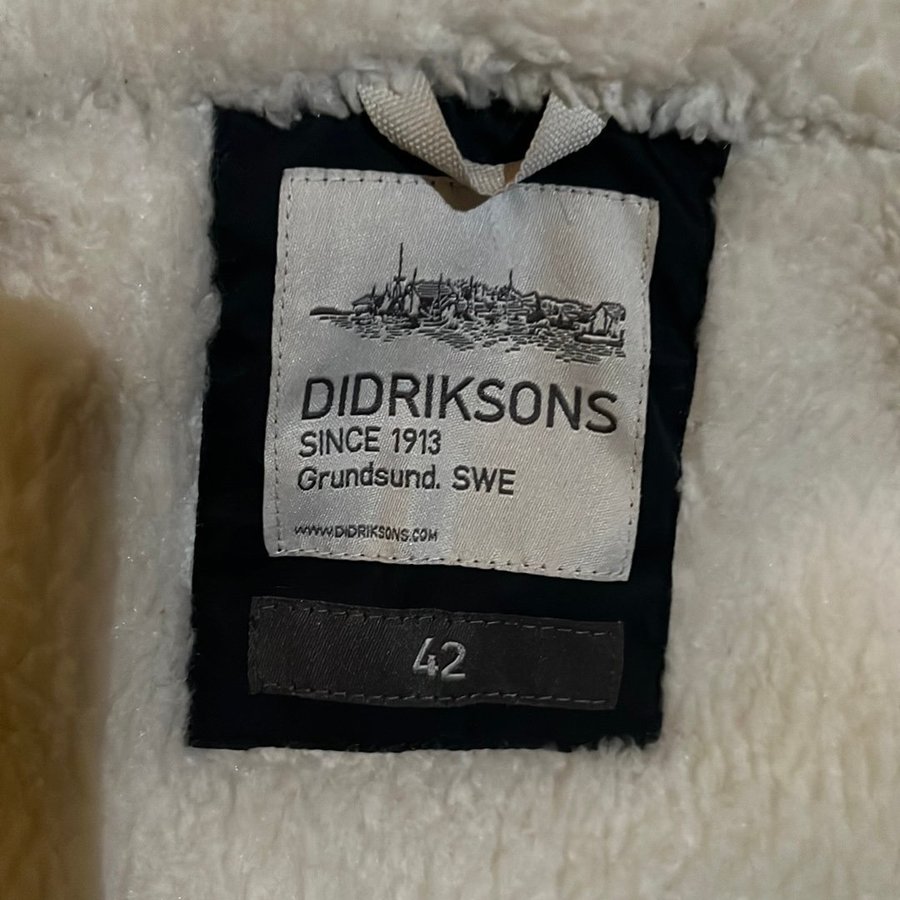 DIDRIKSONS
SINCE 1913
Grundsund. SWE
WWW.DIDRIKSONS.COM
42